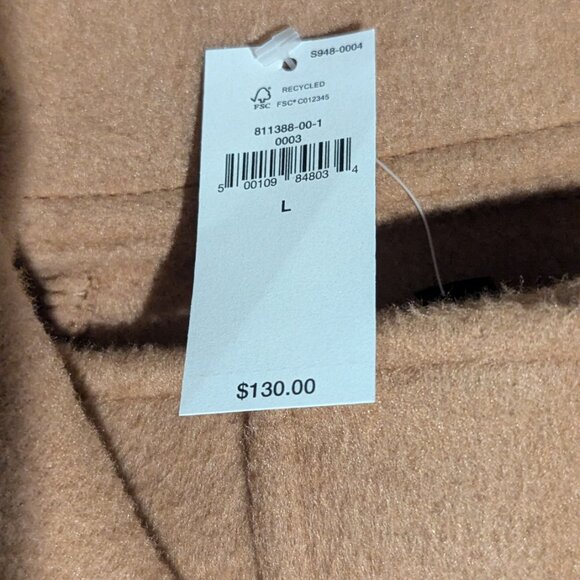 S948-0004
RECYCLED
FSC
FSC® C012345
811388-00-1
0003
5 00109 84803 4
L
$130.00